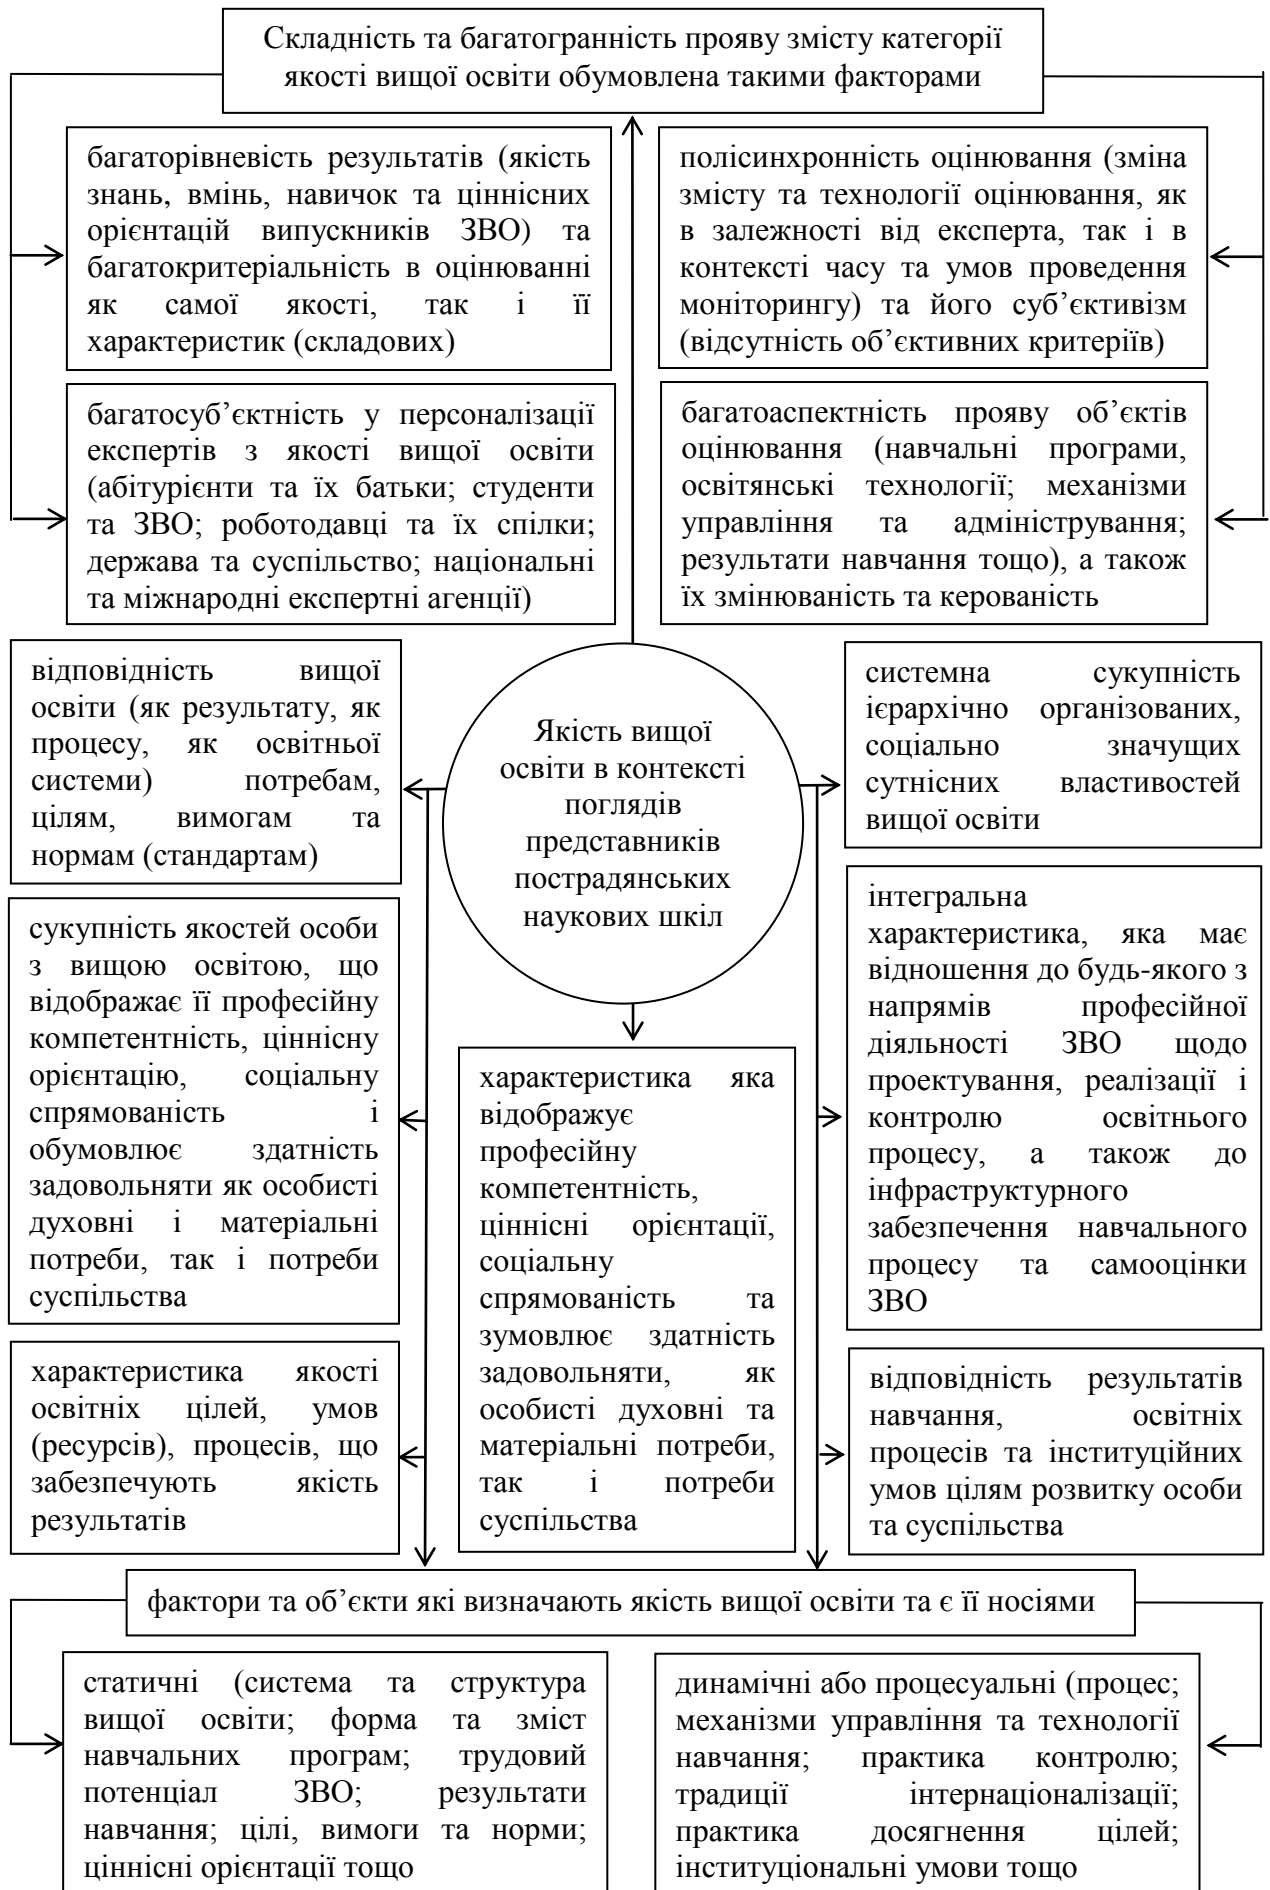 Складність та багатогранність прояву змісту категорії
якості вищої освіти обумовлена такими факторами
багаторівневість результатів (якість
знань, вмінь, навичок та ціннісних
орієнтацій випускників ЗВО) та
багатокритеріальність в оцінюванні
як самої якості, так і її
характеристик (складових)
полісинхронність оцінювання (зміна
змісту та технології оцінювання, як
в залежності від експерта, так і в
контексті часу та умов проведення
моніторингу) та його суб’єктивізм
(відсутність об’єктивних критеріїв)
багатосуб’єктність у персоналізації
експертів з якості вищої освіти
(абітурієнти та їх батьки; студенти
та ЗВО; роботодавці та їх спілки;
держава та суспільство; національні
та міжнародні експертні агенції)
багатоаспектність прояву об’єктів
оцінювання (навчальні програми,
освітянські технології; механізми
управління та адміністрування;
результати навчання тощо), а також
їх змінюваність та керованість
відповідність вищої
освіти (як результату, як
процесу, як освітньої
системи) потребам,
цілям, вимогам та
нормам (стандартам)
Якість вищої
освіти в контексті
поглядів
представників
пострадянських
наукових шкіл
системна сукупність
ієрархічно організованих,
соціально значущих
сутнісних властивостей
вищої освіти
сукупність якостей особи
з вищою освітою, що
відображає її професійну
компетентність, ціннісну
орієнтацію, соціальну
спрямованість і
обумовлює здатність
задовольняти як особисті
духовні і матеріальні
потреби, так і потреби
суспільства
характеристика яка
відображує
професійну
компетентність,
ціннісні орієнтації,
соціальну
спрямованість та
зумовлює здатність
задовольняти, як
особисті духовні та
матеріальні потреби,
так і потреби
суспільства
інтегральна
характеристика, яка має
відношення до будь-якого з
напрямів професійної
діяльності ЗВО щодо
проектування, реалізації і
контролю освітнього
процесу, а також до
інфраструктурного
забезпечення навчального
процесу та самооцінки
ЗВО
характеристика якості
освітніх цілей, умов
(ресурсів), процесів, що
забезпечують якість
результатів
відповідність результатів
навчання, освітніх
процесів та інституційних
умов цілям розвитку особи
та суспільства
фактори та об’єкти які визначають якість вищої освіти та є її носіями
статичні (система та структура
вищої освіти; форма та зміст
навчальних програм; трудовий
потенціал ЗВО; результати
навчання; цілі, вимоги та норми;
ціннісні орієнтації тощо
динамічні або процесуальні (процес;
механізми управління та технології
навчання; практика контролю;
традиції інтернаціоналізації;
практика досягнення цілей;
інституціональні умови тощо